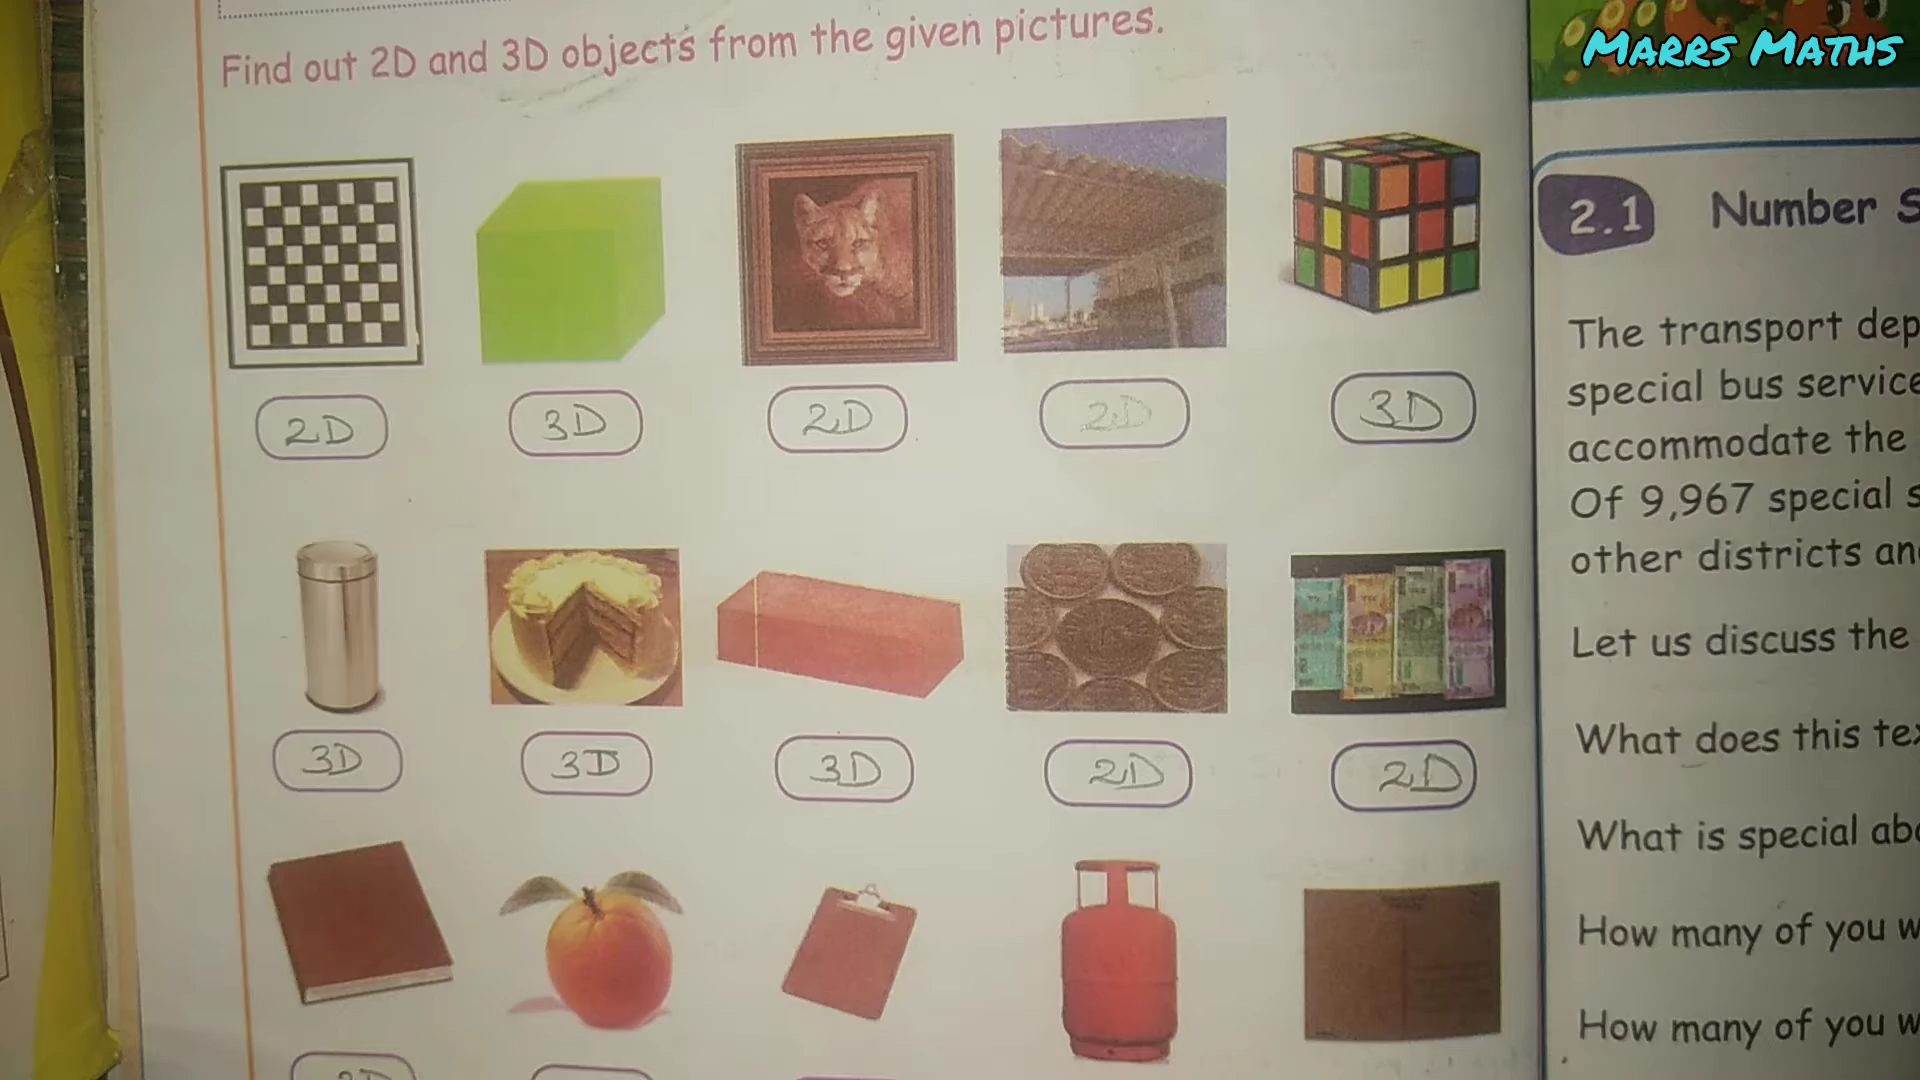 MARRS MATHS
Find out 2D and 3D objects from the given pictures.
2D 3D 2D 2D 3D
3D 3D 3D 2D 2D
2.1 Number S
The transport dep
special bus service
accommodate the
Of 9,967 special s
other districts an
Let us discuss the
What does this tex
What is special abo
How many of you w
How many of you w